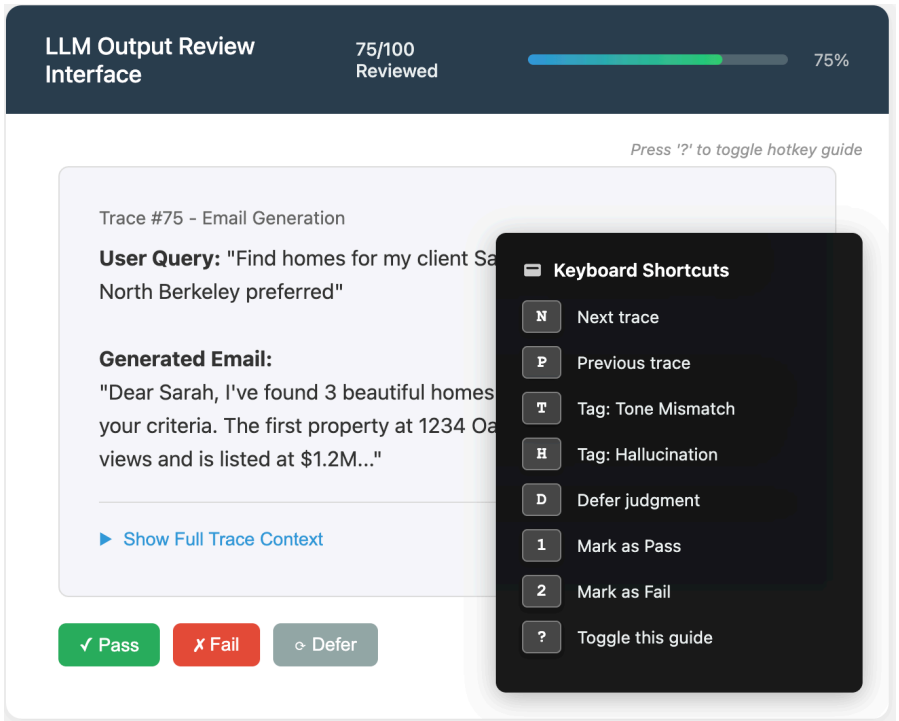 LLM Output Review
Interface
75/100
Reviewed
75%
Press '?' to toggle hotkey guide
Trace #75 - Email Generation
User Query: "Find homes for my client
North Berkeley preferred"
Generated Email:
"Dear Sarah, I've found 3 beautiful homes
your criteria. The first property at 1234
views and is listed at $1.2M..."
▶ Show Full Trace Context
✓ Pass
✗ Fail
⟳ Defer
Keyboard Shortcuts
N Next trace
P Previous trace
T Tag: Tone Mismatch
H Tag: Hallucination
D Defer judgment
1 Mark as Pass
2 Mark as Fail
? Toggle this guide